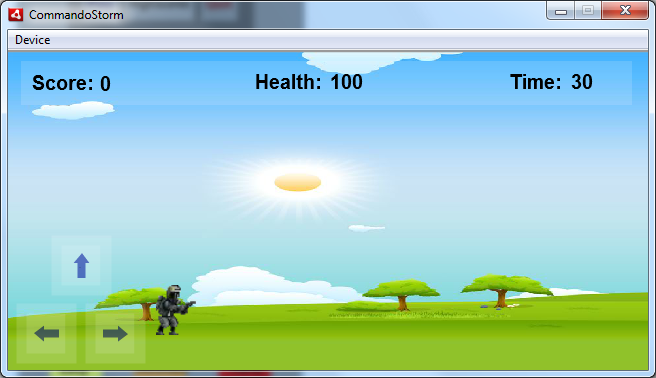 CommandoStorm
Device
Score: 0 Health: 100 Time: 30